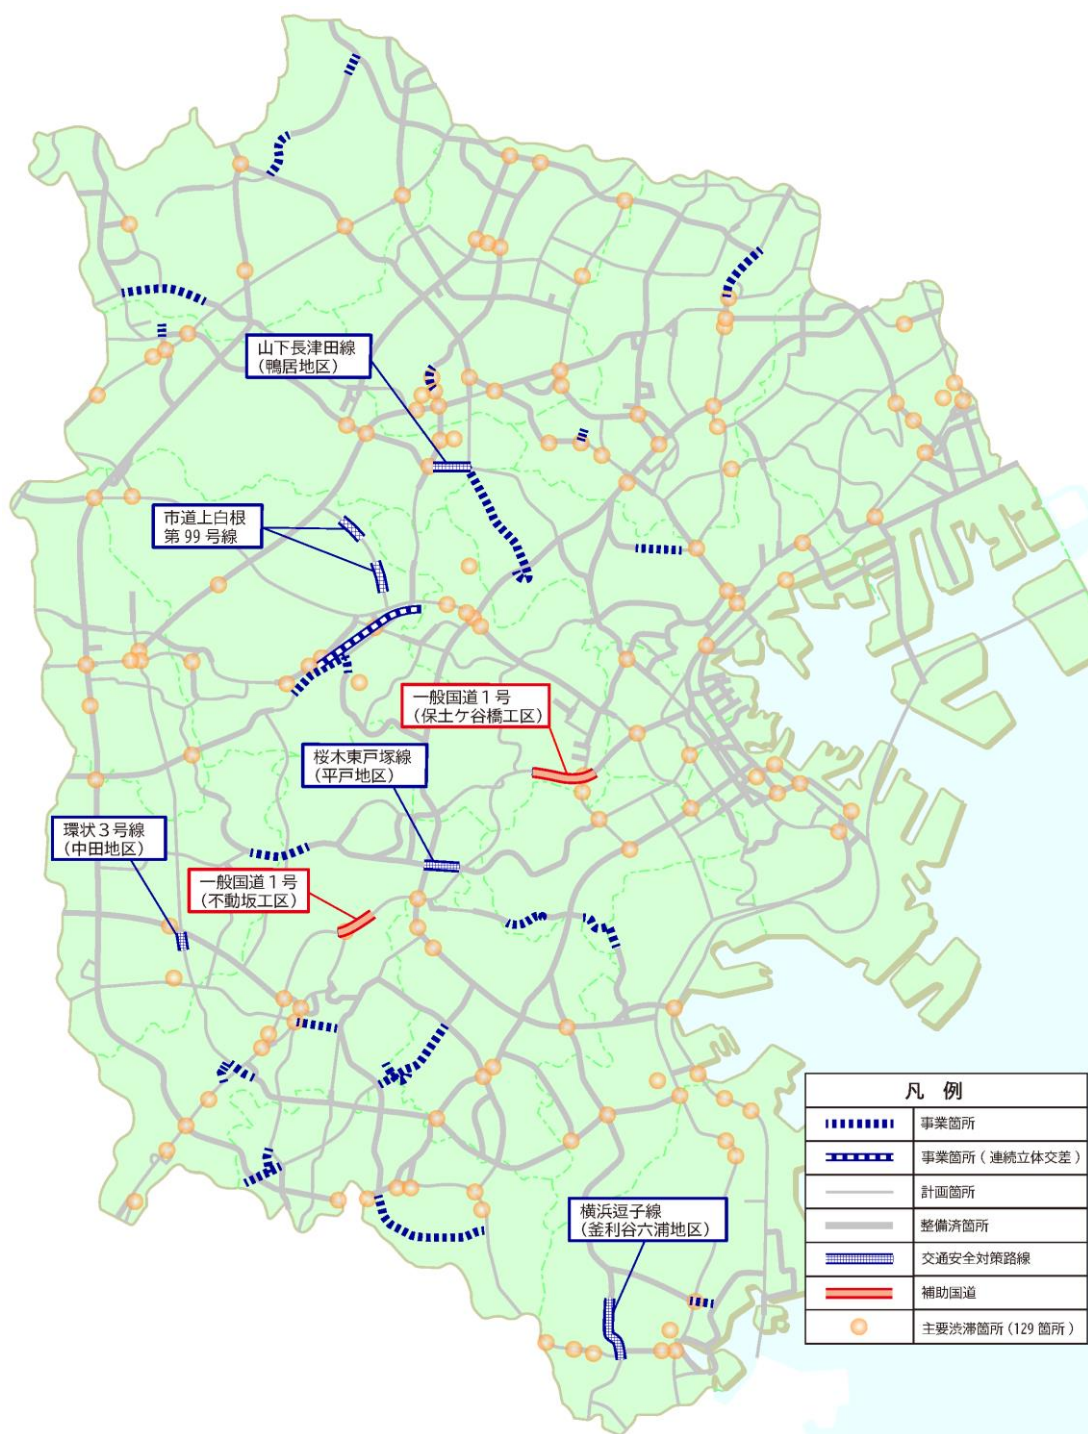 山下長津田線
（鴨居地区）
市道上白根
第 99 号線
一般国道１号
（保土ケ谷橋工区）
桜木東戸塚線
（平戸地区）
環状３号線
（中田地区）
一般国道１号
（不動坂工区）
横浜逗子線
（釜利谷六浦地区）
凡 例
事業箇所
事業箇所 ( 連続立体交差 )
計画箇所
整備済箇所
交通安全対策路線
補助国道
主要渋滞箇所 (129 箇所 )